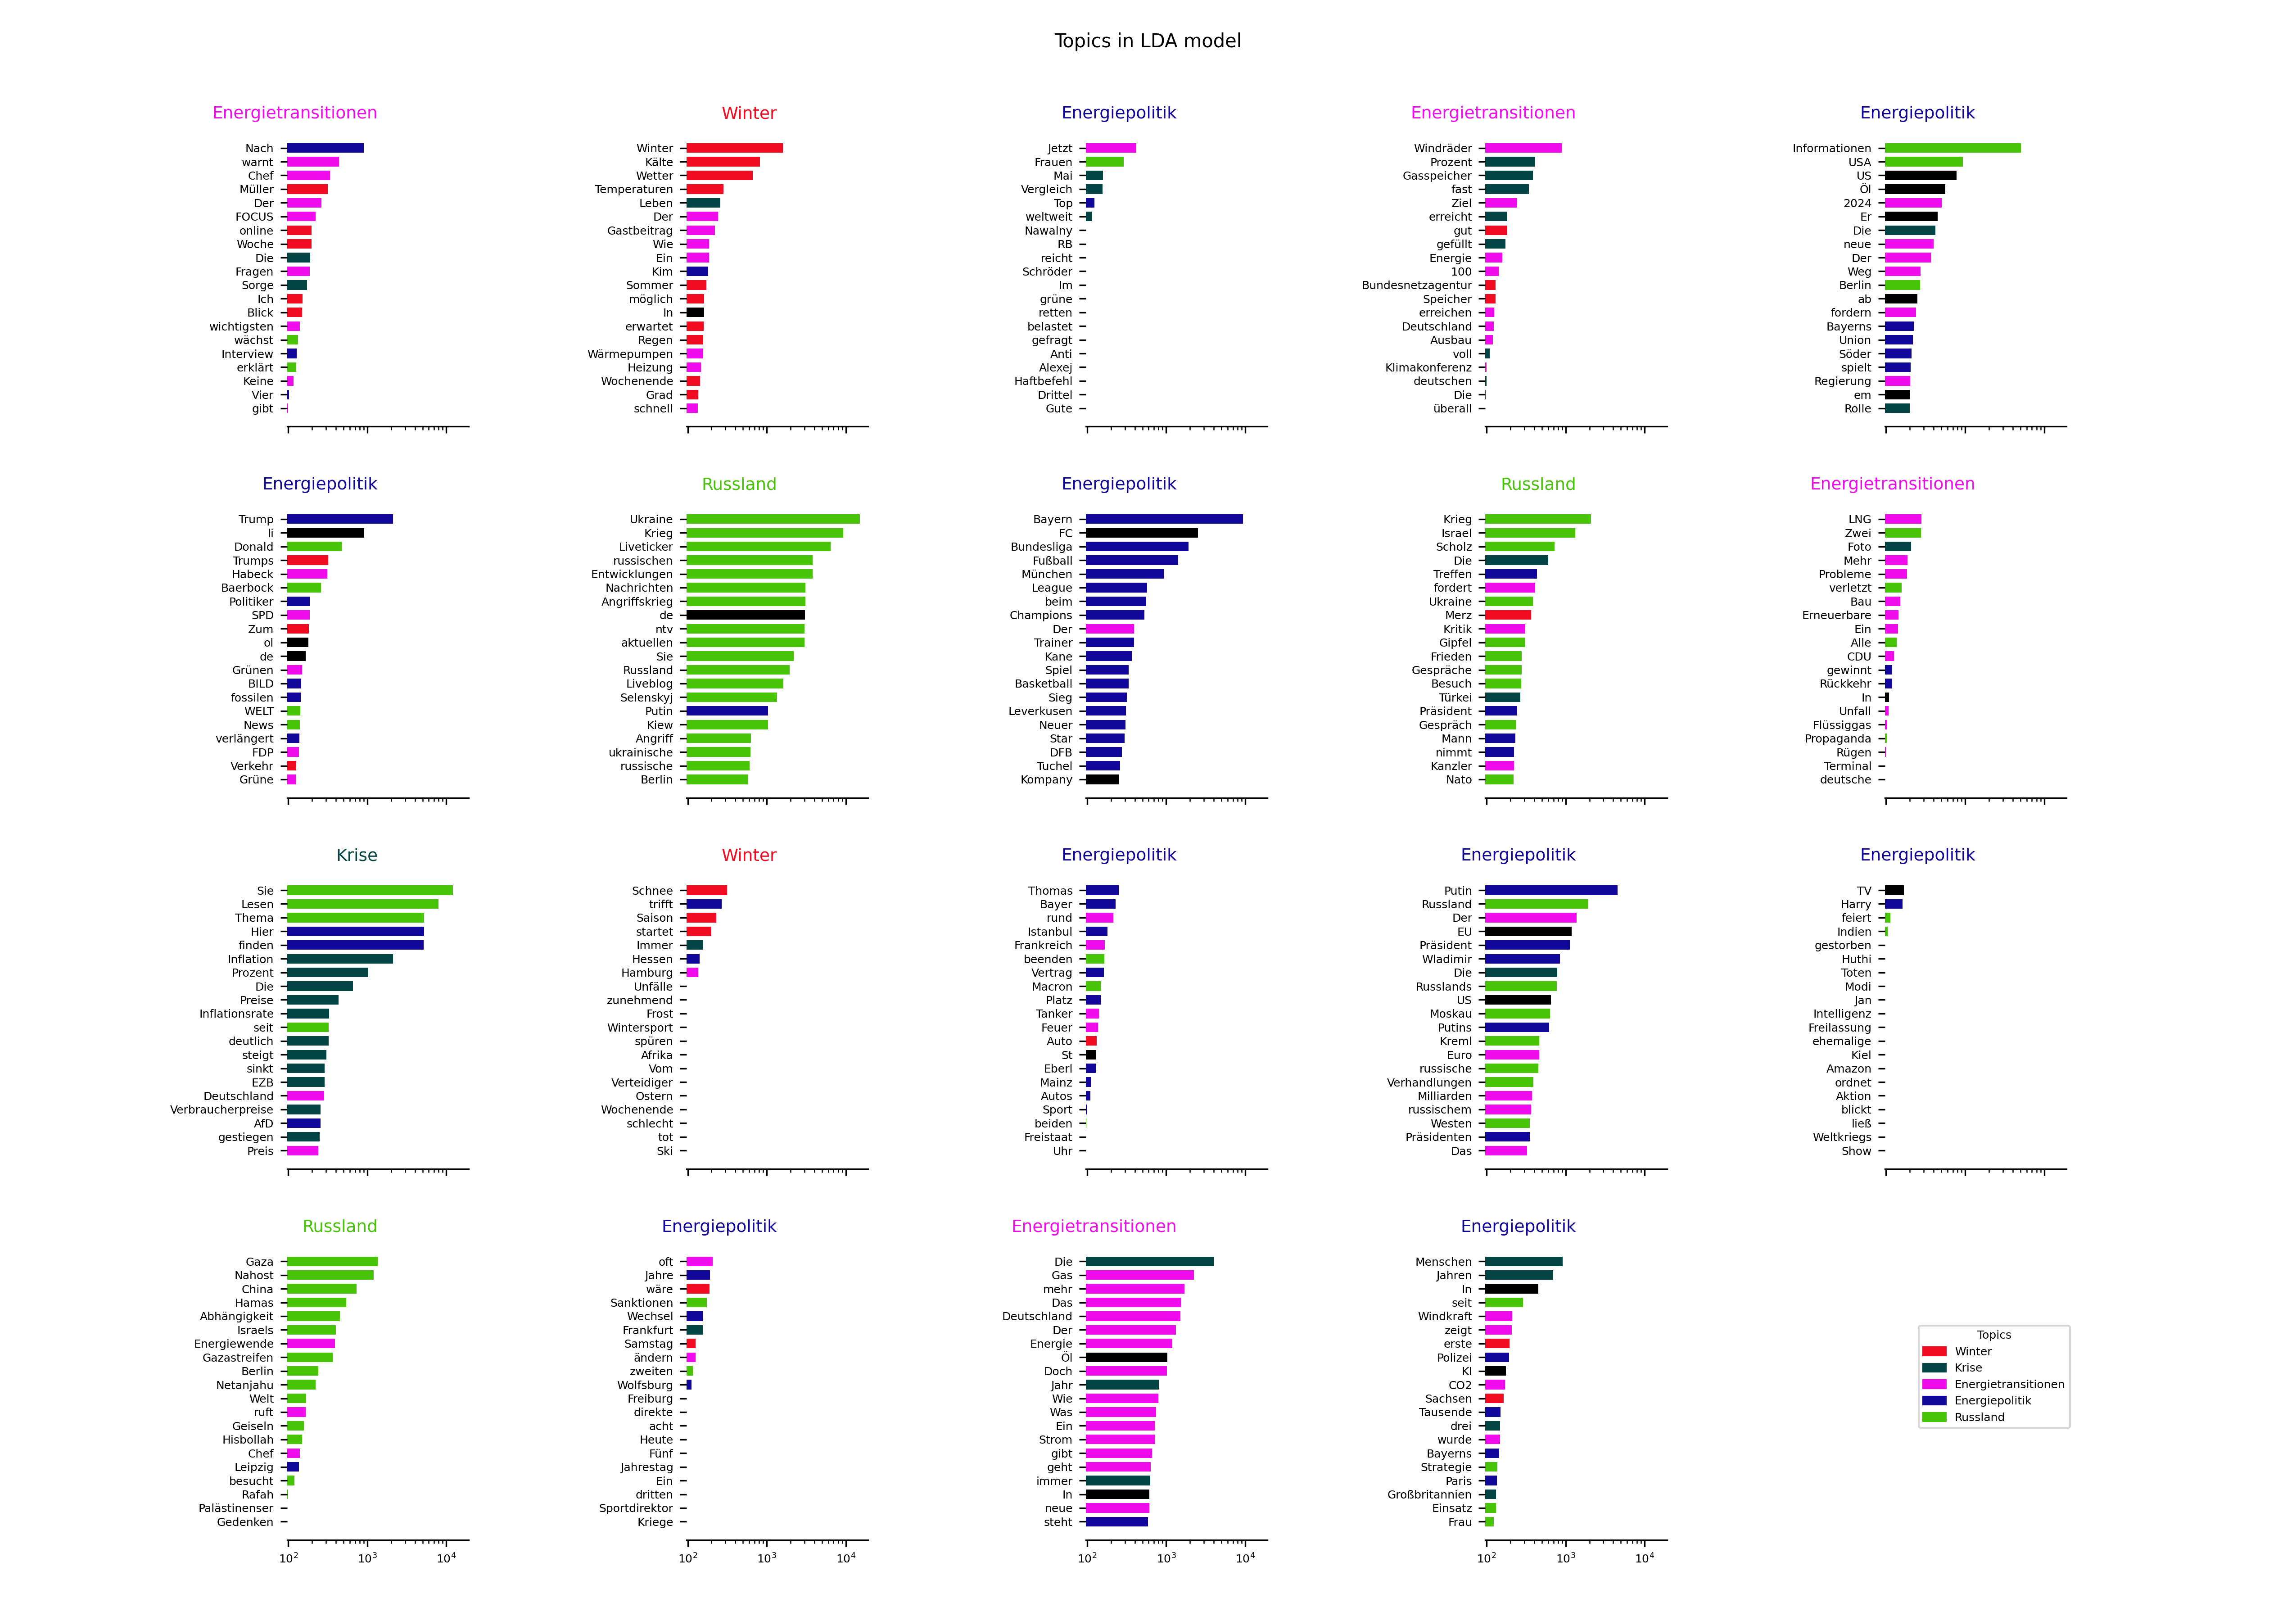 Topics in LDA model
Energietransitionen
Nach
warnt
Chef
Müller
Der
FOCUS
online
Woche
Die
Fragen
Sorge
Ich
Blick
wichtigsten
wächst
Interview
erklärt
Keine
Vier
gibt
Winter
Winter
Kälte
Wetter
Temperaturen
Leben
Der
Gastbeitrag
Wie
Ein
Kim
Sommer
möglich
In
erwartet
Regen
Wärmepumpen
Heizung
Wochenende
Grad
schnell
Energiepolitik
Jetzt
Frauen
Mai
Vergleich
Top
weltweit
Nawalny
RB
reicht
Schröder
Im
grüne
retten
belastet
gefragt
Anti
Alexej
Haftbefehl
Drittel
Gute
Energietransitionen
Windräder
Prozent
Gasspeicher
fast
Ziel
erreicht
gut
gefüllt
Energie
100
Bundesnetzagentur
Speicher
erreichen
Deutschland
Ausbau
voll
Klimakonferenz
deutschen
Die
überall
Energiepolitik
Informationen
USA
US
Öl
2024
Er
Die
neue
Der
Weg
Berlin
ab
fordern
Bayerns
Union
Söder
spielt
Regierung
em
Rolle
Energiepolitik
Trump
li
Donald
Trumps
Habeck
Baerbock
Politiker
SPD
Zum
ol
de
Grünen
BILD
fossilen
WELT
News
verlängert
FDP
Verkehr
Grüne
Russland
Ukraine
Krieg
Liveticker
russischen
Entwicklungen
Nachrichten
Angriffskrieg
de
ntv
aktuellen
Sie
Russland
Liveblog
Selenskyj
Putin
Kiew
Angriff
ukrainische
russische
Berlin
Energiepolitik
Bayern
FC
Bundesliga
Fußball
München
League
beim
Champions
Der
Trainer
Kane
Spiel
Basketball
Sieg
Leverkusen
Neuer
Star
DFB
Tuchel
Kompany
Russland
Krieg
Israel
Scholz
Die
Treffen
fordert
Ukraine
Merz
Kritik
Gipfel
Frieden
Gespräche
Besuch
Türkei
Präsident
Gespräch
Mann
nimmt
Kanzler
Nato
Energietransitionen
LNG
Zwei
Foto
Mehr
Probleme
verletzt
Bau
Erneuerbare
Ein
Alle
CDU
gewinnt
Rückkehr
In
Unfall
Flüssiggas
Propaganda
Rügen
Terminal
deutsche
Krise
Sie
Lesen
Thema
Hier
finden
Inflation
Prozent
Die
Preise
Inflationsrate
seit
deutlich
steigt
sinkt
EZB
Deutschland
Verbraucherpreise
AfD
gestiegen
Preis
Winter
Schnee
trifft
Saison
startet
Immer
Hessen
Hamburg
Unfälle
zunehmend
Frost
Wintersport
spüren
Afrika
Vom
Verteidiger
Ostern
Wochenende
schlecht
tot
Ski
Energiepolitik
Thomas
Bayer
rund
Istanbul
Frankreich
beenden
Vertrag
Macron
Platz
Tanker
Feuer
Auto
St
Eberl
Mainz
Autos
Sport
beiden
Freistaat
Uhr
Energiepolitik
Putin
Russland
Der
EU
Präsident
Wladimir
Die
Russlands
US
Moskau
Putins
Kreml
Euro
russische
Verhandlungen
Milliarden
russischem
Westen
Präsidenten
Das
Energiepolitik
TV
Harry
feiert
Indien
gestorben
Huthi
Toten
Modi
Jan
Intelligenz
Freilassung
ehemalige
Kiel
Amazon
ordnet
Aktion
blickt
ließ
Weltkriegs
Show
Russland
Gaza
Nahost
China
Hamas
Abhängigkeit
Israels
Energiewende
Gazastreifen
Berlin
Netanjahu
Welt
ruft
Geiseln
Hisbollah
Chef
Leipzig
besucht
Rafah
Palästinenser
Gedenken
10² 10³ 10⁴
Energiepolitik
oft
Jahre
wäre
Sanktionen
Wechsel
Frankfurt
Samstag
ändern
zweiten
Wolfsburg
Freiburg
direkte
acht
Heute
Fünf
Jahrestag
Ein
dritten
Sportdirektor
Kriege
10² 10³ 10⁴
Energietransitionen
Die
Gas
mehr
Das
Deutschland
Der
Energie
Öl
Doch
Jahr
Wie
Was
Ein
Strom
gibt
geht
immer
In
neue
steht
10² 10³ 10⁴
Energiepolitik
Menschen
Jahren
In
seit
Windkraft
zeigt
erste
Polizei
KI
CO2
Sachsen
Tausende
drei
wurde
Bayerns
Strategie
Paris
Großbritannien
Einsatz
Frau
10² 10³ 10⁴
Topics
Winter
Krise
Energietransitionen
Energiepolitik
Russland